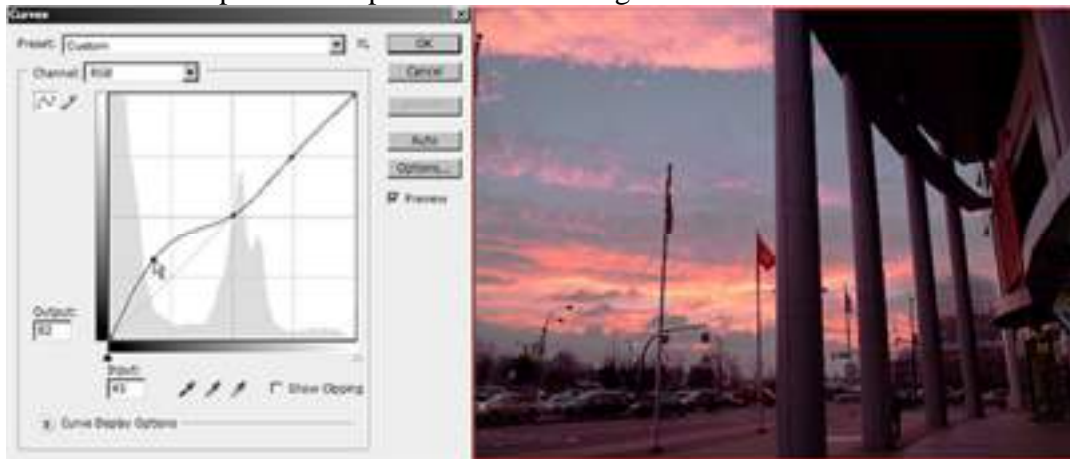 Curves
Preset: Custom
OK
Channel: RGB
Cancel
Auto
Options...
Preview
Output:
Input:
Show Clipping
Curve Display Options